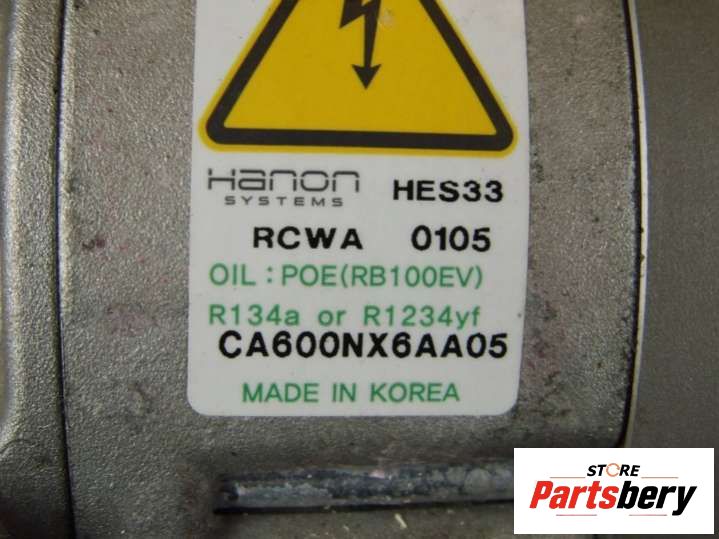 Hanon
SYSTEMS
HES33
RCWA 0105
OIL : POE(RB100EV)
R134a or R1234yf
CA600NX6AA05
MADE IN KOREA
STORE
Partsbery